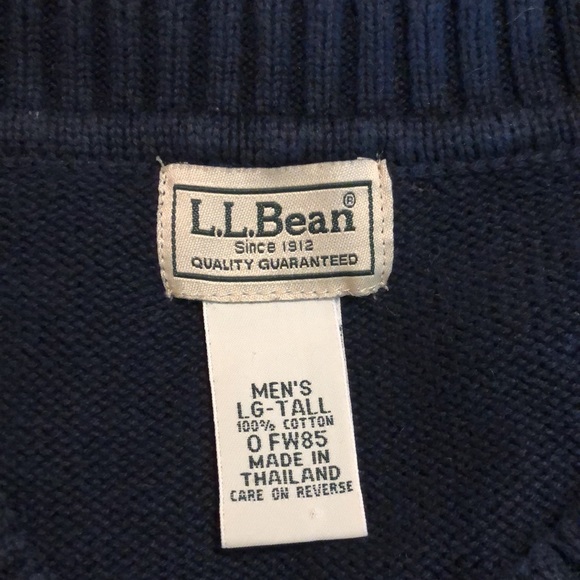 L.L.Bean®
Since 1912
QUALITY GUARANTEED
MEN'S
LG-TALL
100% COTTON
0 FW85
MADE IN
THAILAND
CARE ON REVERSE